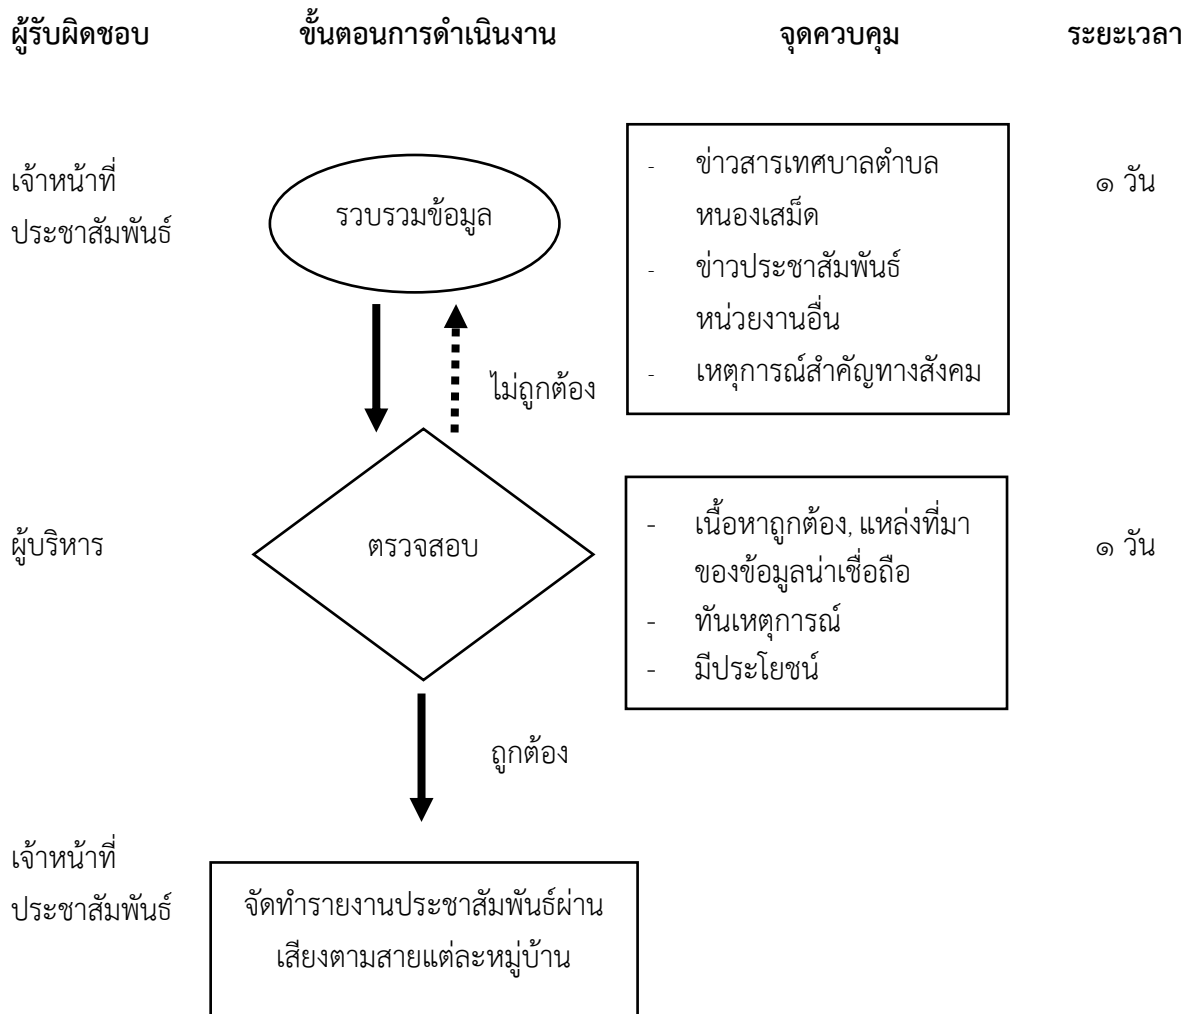 ผู้รับผิดชอบ ขั้นตอนการดำเนินงาน จุดควบคุม ระยะเวลา
เจ้าหน้าที่
ประชาสัมพันธ์
รวบรวมข้อมูล
- ข่าวสารเทศบาลตำบล
หนองเสม็ด
- ข่าวประชาสัมพันธ์
หน่วยงานอื่น
- เหตุการณ์สำคัญทางสังคม
๑ วัน
ไม่ถูกต้อง
ผู้บริหาร
ตรวจสอบ
- เนื้อหาถูกต้อง, แหล่งที่มา
ของข้อมูลน่าเชื่อถือ
- ทันเหตุการณ์
- มีประโยชน์
๑ วัน
ถูกต้อง
เจ้าหน้าที่
ประชาสัมพันธ์
จัดทำรายงานประชาสัมพันธ์ผ่าน
เสียงตามสายแต่ละหมู่บ้าน